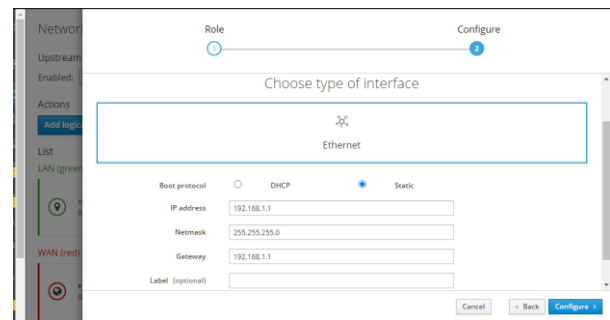 Network
Role
Configure
1
2
Upstream
Enabled:
Choose type of interface
Actions
Add logica
Ethernet
List
LAN (green
Boot protocol
DHCP
Static
IP address
192.168.1.1
Netmask
255.255.255.0
Gateway
192.168.1.1
WAN (red)
Label (optional)
Cancel
Back
Configure